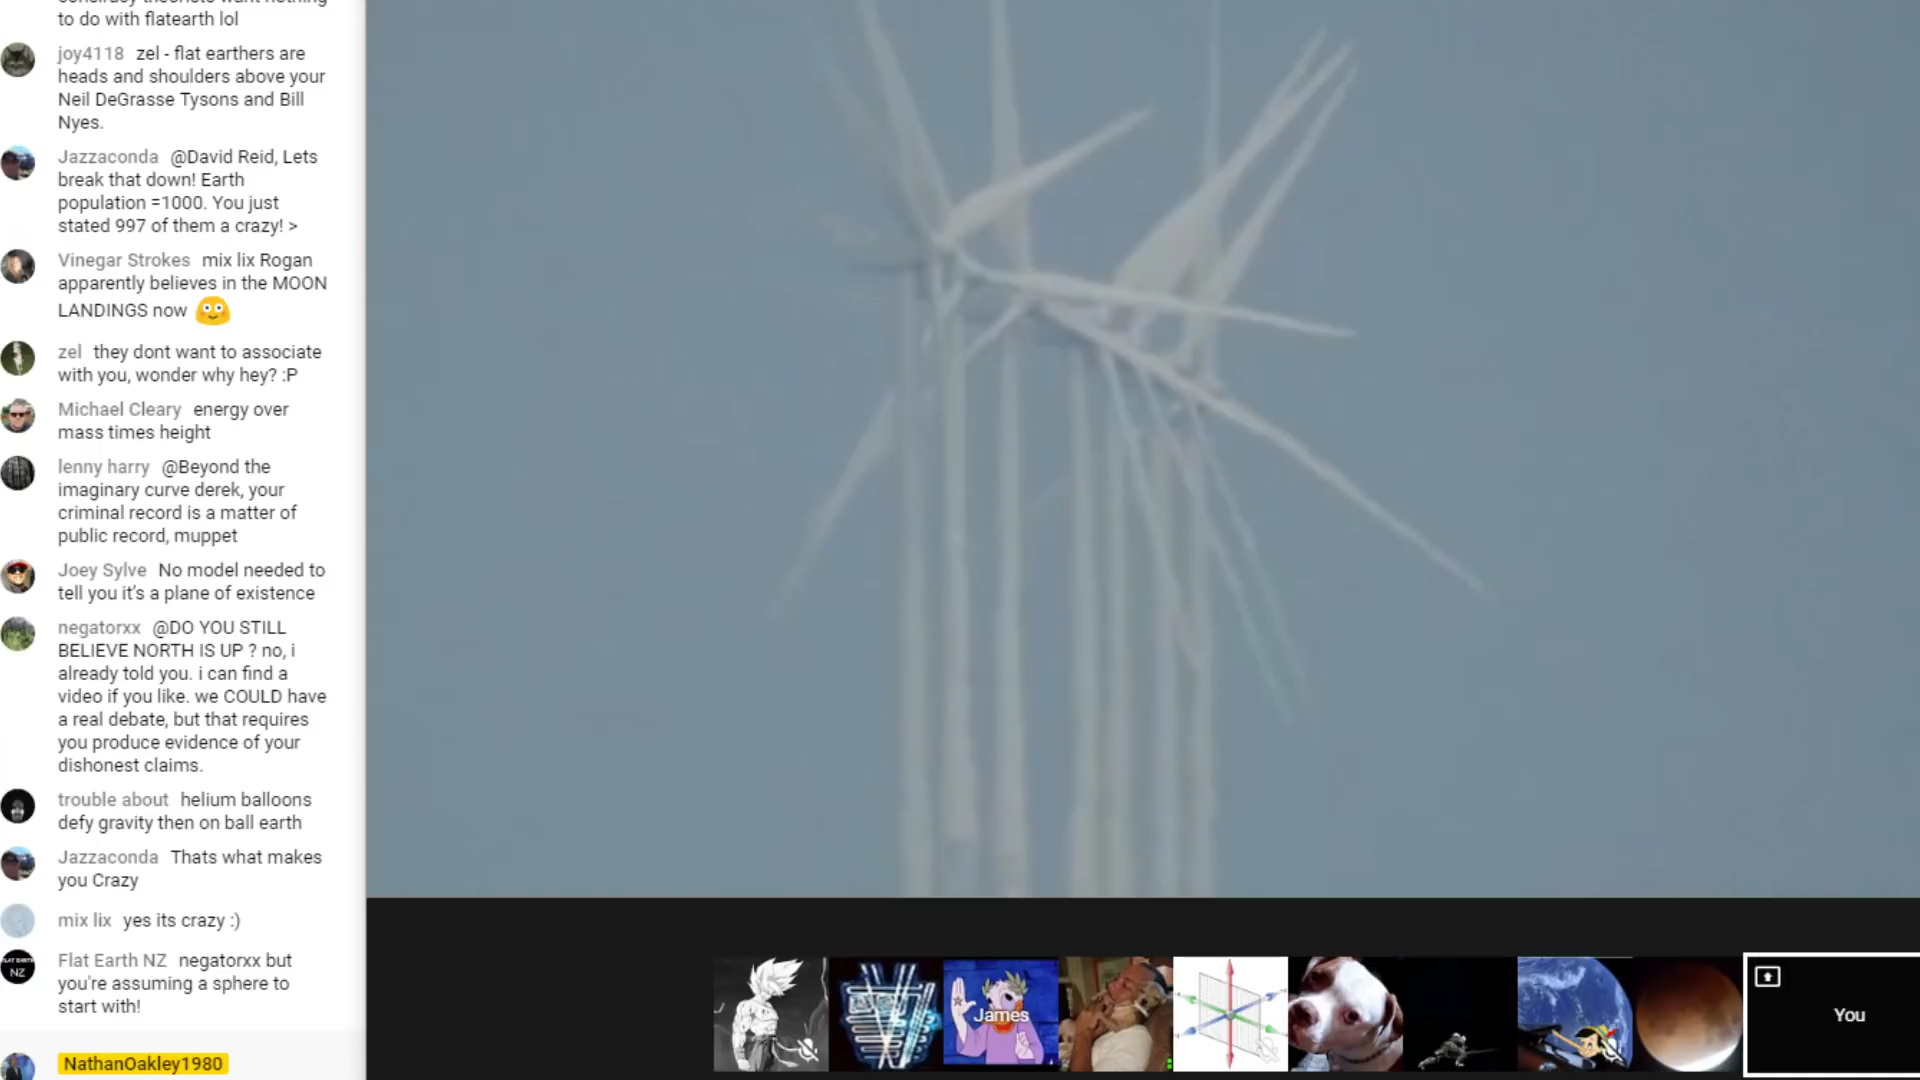 to do with flatearth lol
joy4118 zel - flat earthers are
heads and shoulders above your
Neil DeGrasse Tysons and Bill
Nyes.
Jazzaconda @David Reid, Lets
break that down! Earth
population =1000. You just
stated 997 of them a crazy! >
Vinegar Strokes mix lix Rogan
apparently believes in the MOON
LANDINGS now
zel they dont want to associate
with you, wonder why hey? :P
Michael Cleary energy over
mass times height
lenny harry @Beyond the
imaginary curve derek, your
criminal record is a matter of
public record, muppet
Joey Sylve No model needed to
tell you it's a plane of existence
negatorxx @DO YOU STILL
BELIEVE NORTH IS UP ? no, i
already told you. i can find a
video if you like. we COULD have
a real debate, but that requires
you produce evidence of your
dishonest claims.
trouble about helium balloons
defy gravity then on ball earth
Jazzaconda Thats what makes
you Crazy
mix lix yes its crazy :)
Flat Earth NZ negatorxx but
you're assuming a sphere to
start with!
NZ
NathanOakley1980
James
You